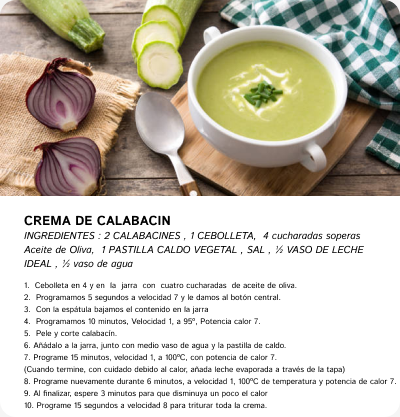 CREMA DE CALABACIN
INGREDIENTES : 2 CALABACINES , 1 CEBOLLETA, 4 cucharadas soperas
Aceite de Oliva, 1 PASTILLA CALDO VEGETAL , SAL , ½ VASO DE LECHE
IDEAL , ½ vaso de agua
1. Cebolleta en 4 y en la jarra con cuatro cucharadas de aceite de oliva.
2. Programamos 5 segundos a velocidad 7 y le damos al botón central.
3. Con la espátula bajamos el contenido en la jarra
4. Programamos 10 minutos, Velocidad 1, a 95º, Potencia calor 7.
5. Pele y corte calabacín.
6. Añádalo a la jarra, junto con medio vaso de agua y la pastilla de caldo.
7. Programe 15 minutos, velocidad 1, a 100ºC, con potencia de calor 7.
(Cuando termine, con cuidado debido al calor, añada leche evaporada a través de la tapa)
8. Programe nuevamente durante 6 minutos, a velocidad 1, 100ºC de temperatura y potencia de calor 7.
9. Al finalizar, espere 3 minutos para que disminuya un poco el calor
10. Programe 15 segundos a velocidad 8 para triturar toda la crema.